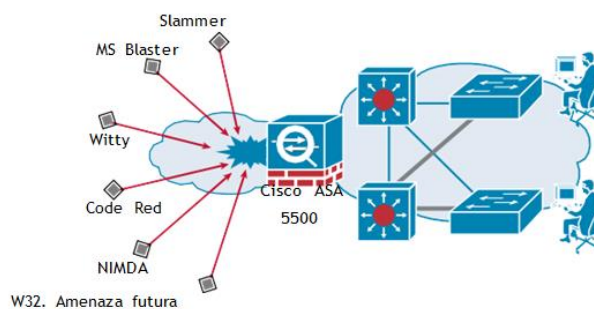 Slammer
MS Blaster
Witty
Code Red
NIMDA
W32. Amenaza futura
Cisco ASA
5500